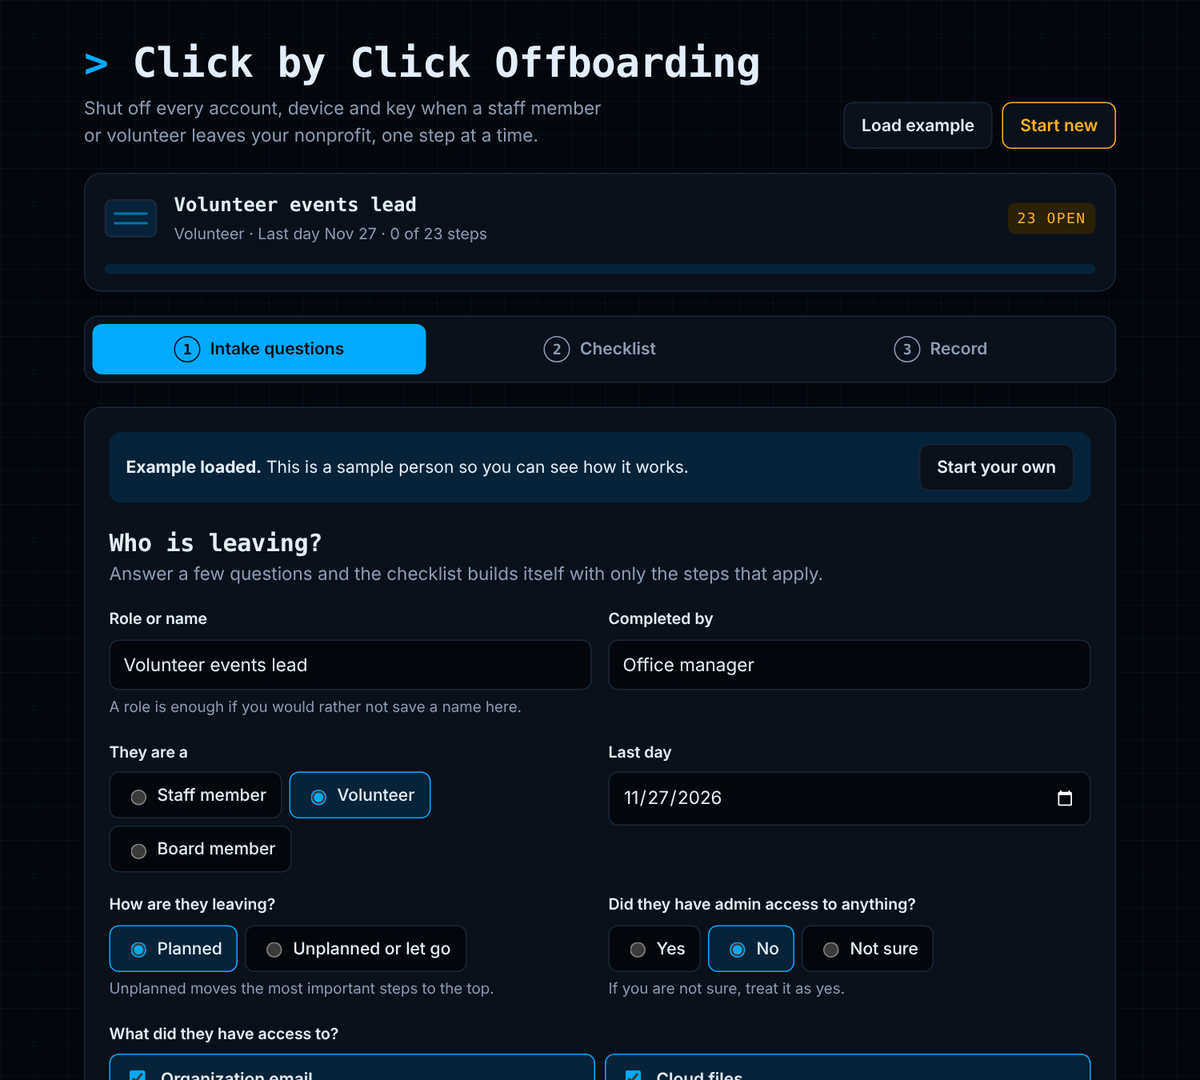 > Click by Click Offboarding
Shut off every account, device and key when a staff member
or volunteer leaves your nonprofit, one step at a time.
Load example
Start new
Volunteer events lead
Volunteer · Last day Nov 27 · 0 of 23 steps
23 OPEN
1 Intake questions
2 Checklist
3 Record
Example loaded. This is a sample person so you can see how it works.
Start your own
Who is leaving?
Answer a few questions and the checklist builds itself with only the steps that apply.
Role or name
Completed by
Volunteer events lead
Office manager
A role is enough if you would rather not save a name here.
They are a
Last day
Staff member
Volunteer
11/27/2026
Board member
How are they leaving?
Did they have admin access to anything?
Planned
Unplanned or let go
Yes
No
Not sure
Unplanned moves the most important steps to the top.
If you are not sure, treat it as yes.
What did they have access to?
Organization email
Cloud files